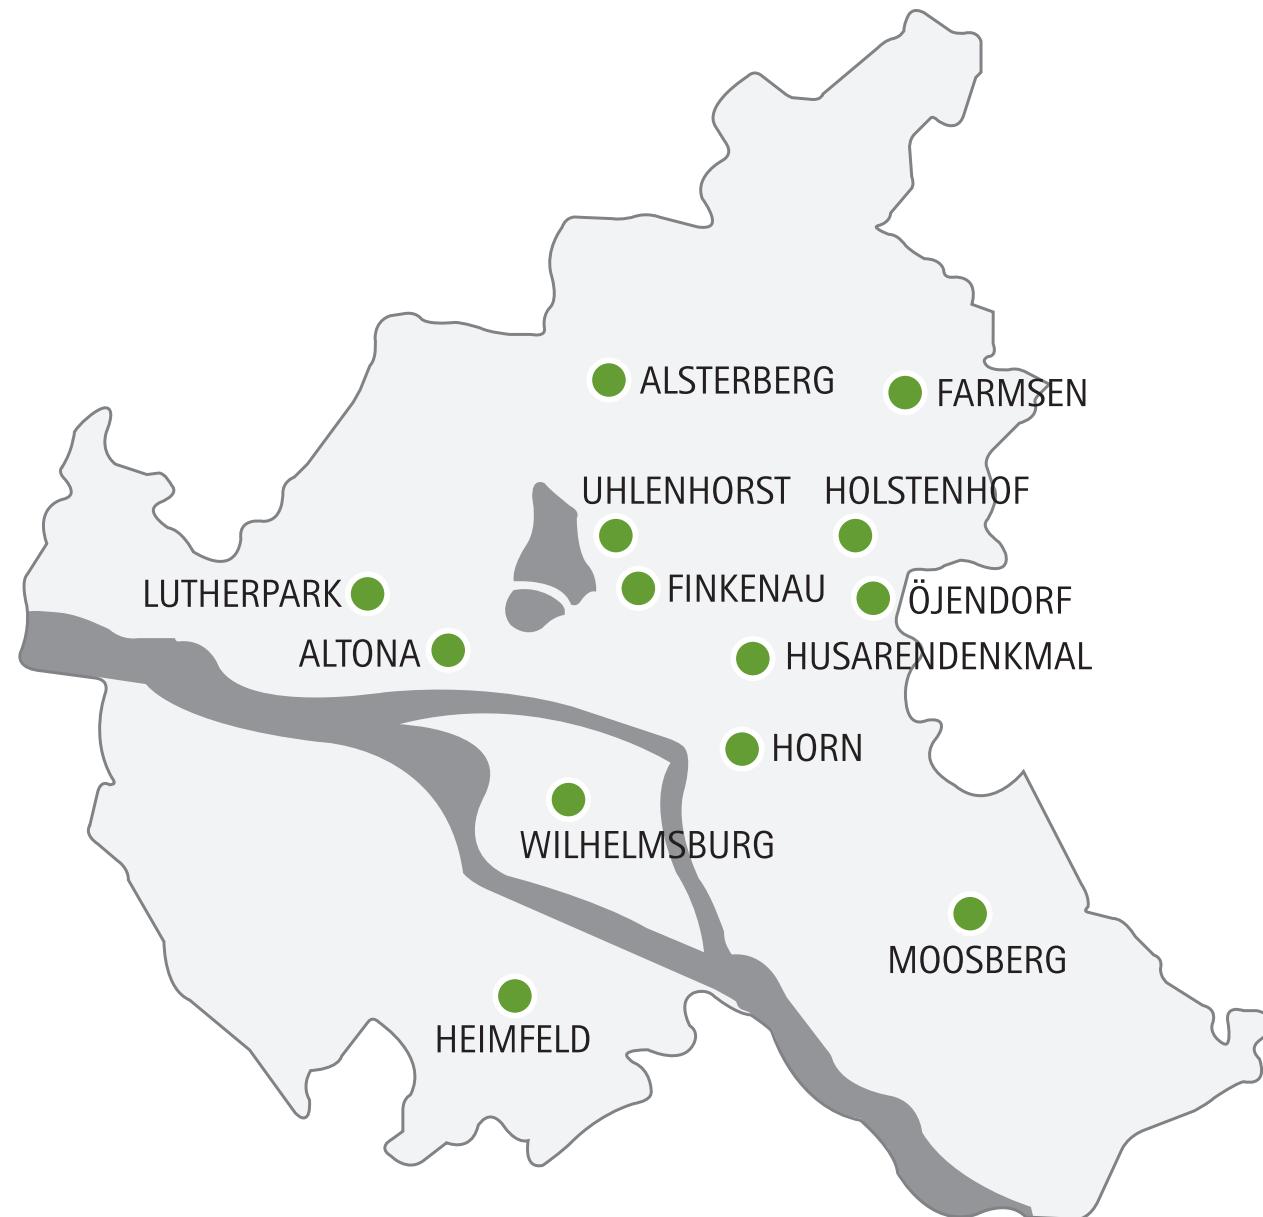 ALSTERBERG
FARMSEN
UHLENHORST
HOLSTENHOF
LUTHERPARK
FINKENAU
ÖJENDORF
ALTONA
HUSARENDENKMAL
HORN
WILHELMSBURG
MOOSBERG
HEIMFELD